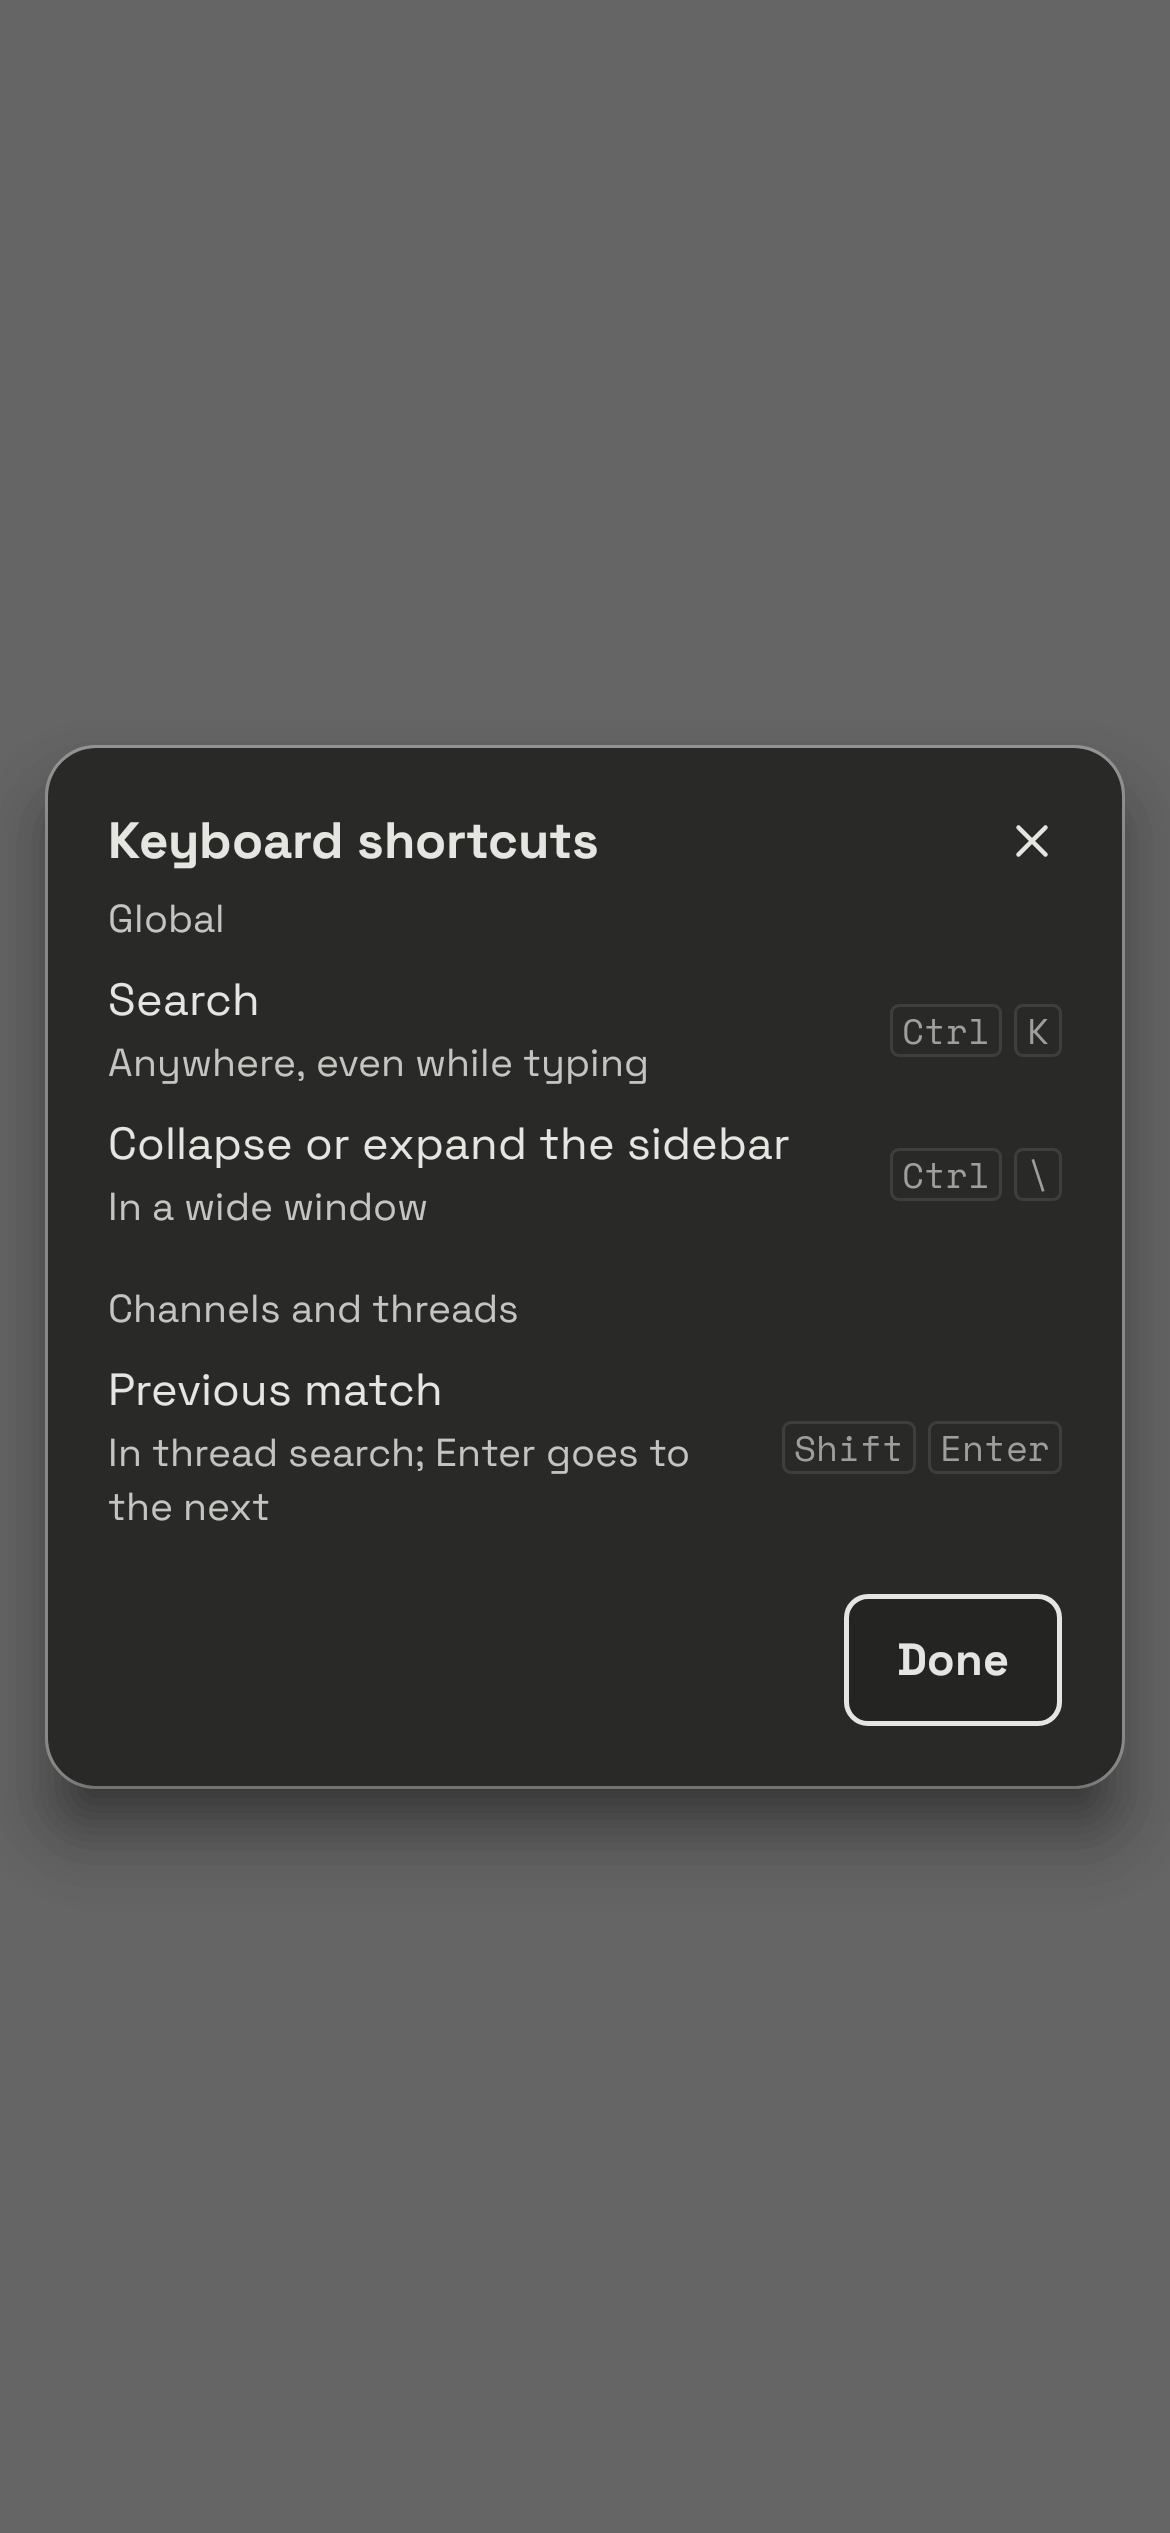 Keyboard shortcuts
Global
Search
Ctrl K
Anywhere, even while typing
Collapse or expand the sidebar
Ctrl \
In a wide window
Channels and threads
Previous match
In thread search; Enter goes to
Shift Enter
the next
Done